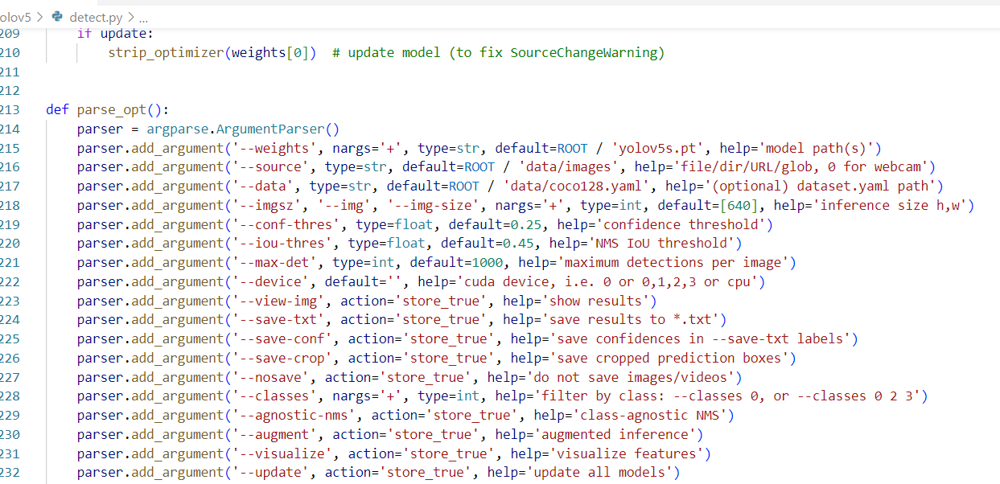 olov5 > detect.py > ...
209 if update:
210 strip_optimizer(weights[0]) # update model (to fix SourceChangeWarning)
211
212
213 def parse_opt():
214 parser = argparse.ArgumentParser()
215 parser.add_argument('--weights', nargs='+', type=str, default=ROOT / 'yolov5s.pt', help='model path(s)')
216 parser.add_argument('--source', type=str, default=ROOT / 'data/images', help='file/dir/URL/glob, 0 for webcam')
217 parser.add_argument('--data', type=str, default=ROOT / 'data/coco128.yaml', help='(optional) dataset.yaml path')
218 parser.add_argument('--imgsz', '--img', '--img-size', nargs='+', type=int, default=[640], help='inference size h,w')
219 parser.add_argument('--conf-thres', type=float, default=0.25, help='confidence threshold')
220 parser.add_argument('--iou-thres', type=float, default=0.45, help='NMS IoU threshold')
221 parser.add_argument('--max-det', type=int, default=1000, help='maximum detections per image')
222 parser.add_argument('--device', default='', help='cuda device, i.e. 0 or 0,1,2,3 or cpu')
223 parser.add_argument('--view-img', action='store_true', help='show results')
224 parser.add_argument('--save-txt', action='store_true', help='save results to *.txt')
225 parser.add_argument('--save-conf', action='store_true', help='save confidences in --save-txt labels')
226 parser.add_argument('--save-crop', action='store_true', help='save cropped prediction boxes')
227 parser.add_argument('--nosave', action='store_true', help='do not save images/videos')
228 parser.add_argument('--classes', nargs='+', type=int, help='filter by class: --classes 0, or --classes 0 2 3')
229 parser.add_argument('--agnostic-nms', action='store_true', help='class-agnostic NMS')
230 parser.add_argument('--augment', action='store_true', help='augmented inference')
231 parser.add_argument('--visualize', action='store_true', help='visualize features')
232 parser.add_argument('--update', action='store_true', help='update all models')